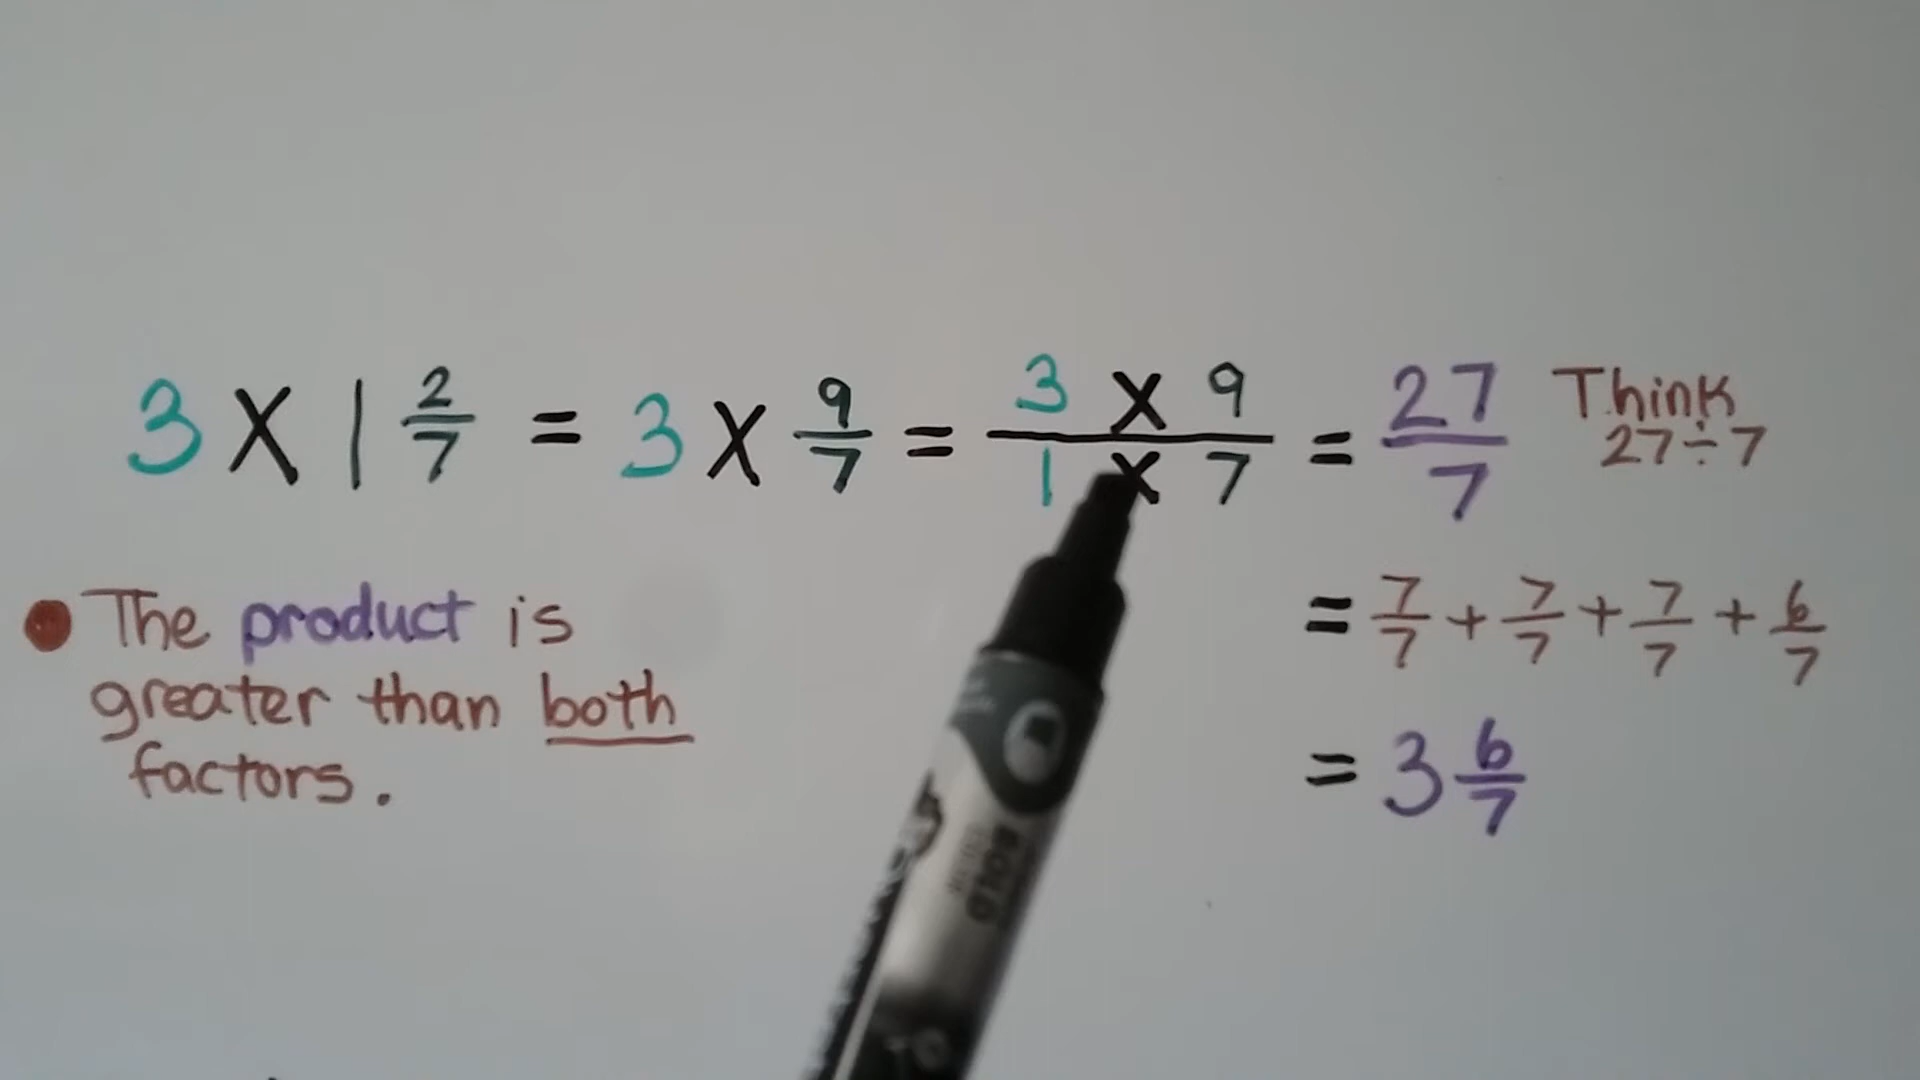 3 X 1 2/7 = 3 X 9/7 = 3 X 9 / 1 X 7 = 27/7 Think
27÷7
= 7/7 + 7/7 + 7/7 + 6/7
= 3 6/7
• The product is
greater than both
factors.
BOLD